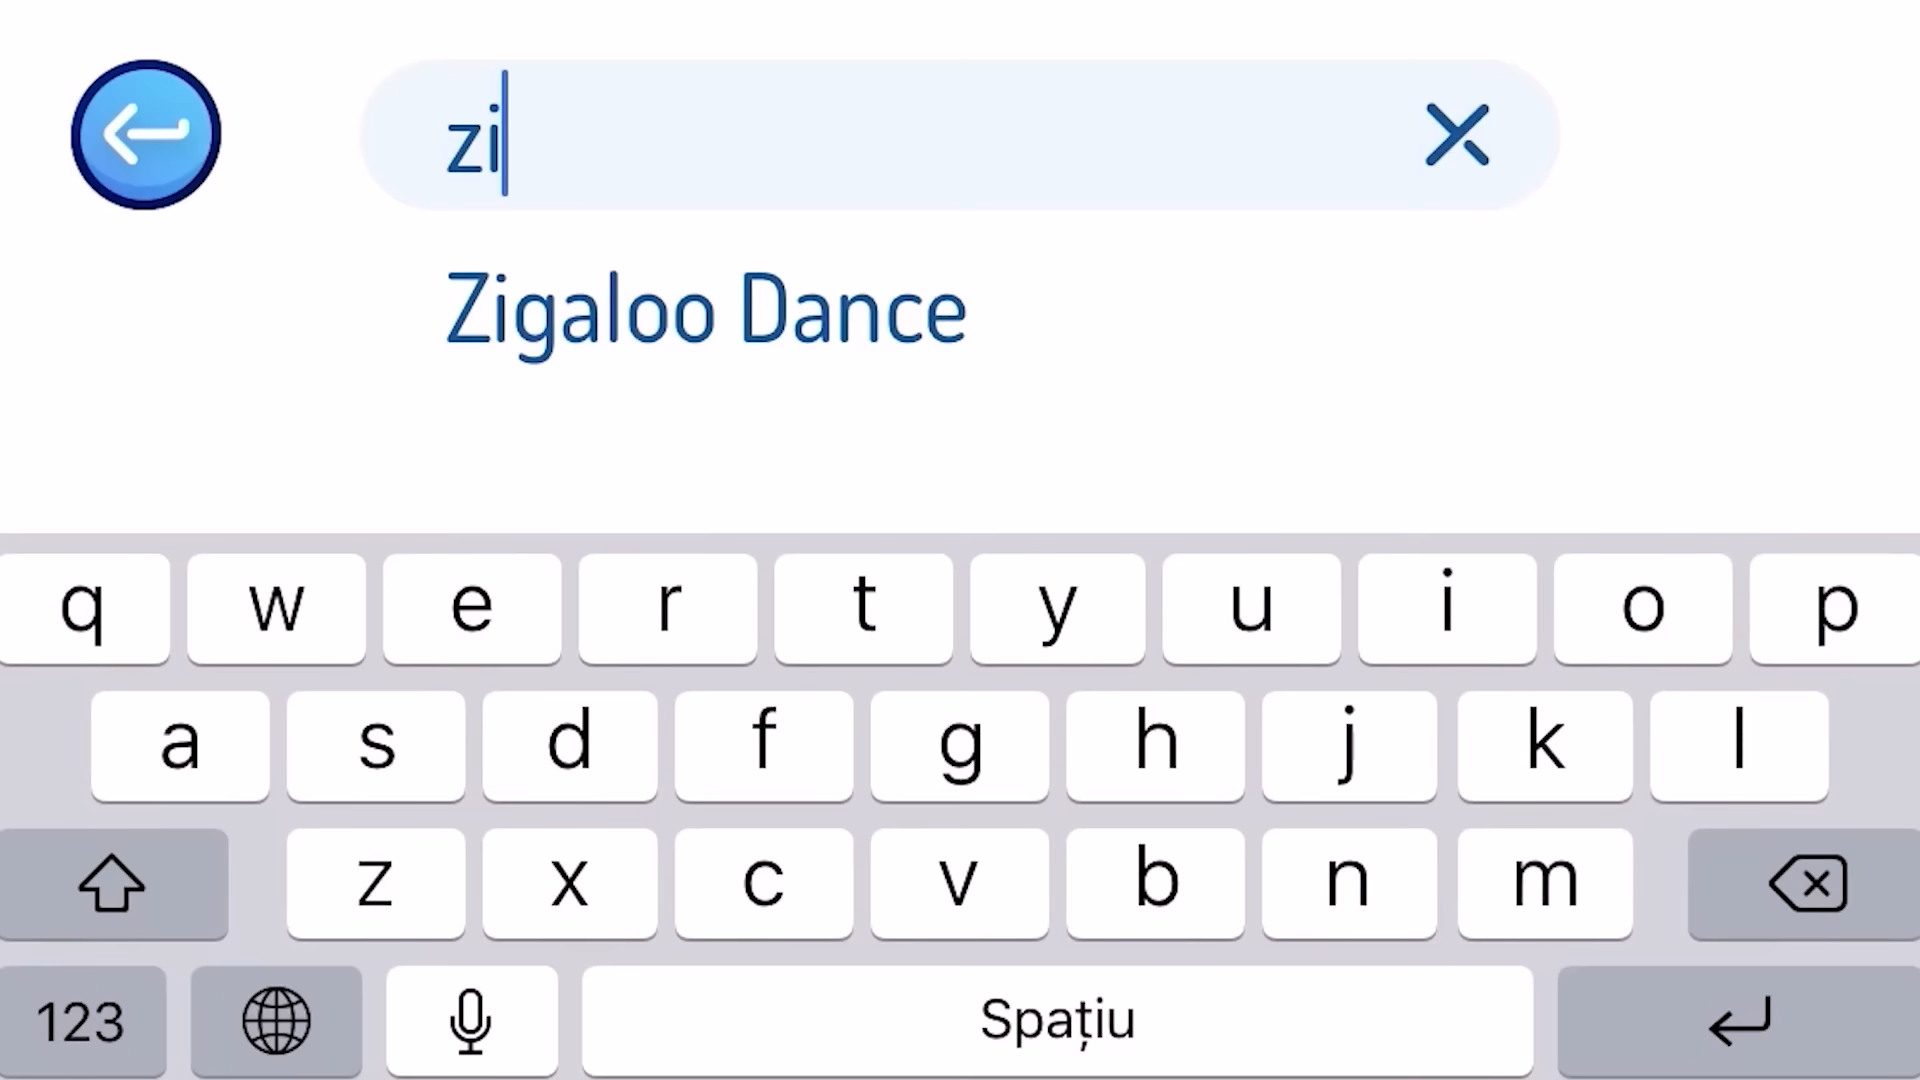 zi
Zigaloo Dance
q w e r t y u i o p
a s d f g h j k l
z x c v b n m
123 Spațiu